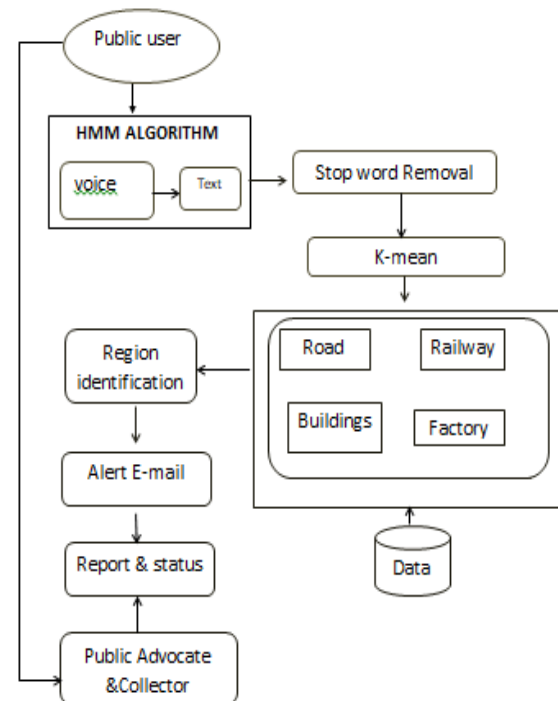 Public user
HMM ALGORITHM
voice
Text
Stop word Removal
K-mean
Road
Railway
Buildings
Factory
Region
identification
Alert E-mail
Report & status
Data
Public Advocate
&Collector